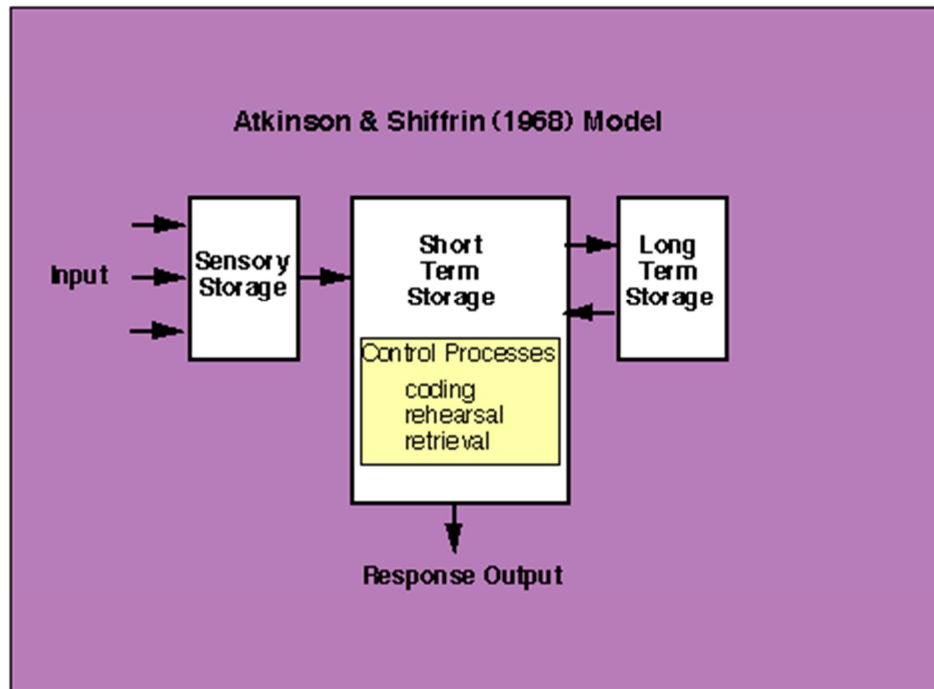 Atkinson & Shiffrin (1968) Model
Input
Sensory
Storage
Short
Term
Storage
Control Processes
coding
rehearsal
retrieval
Long
Term
Storage
Response Output